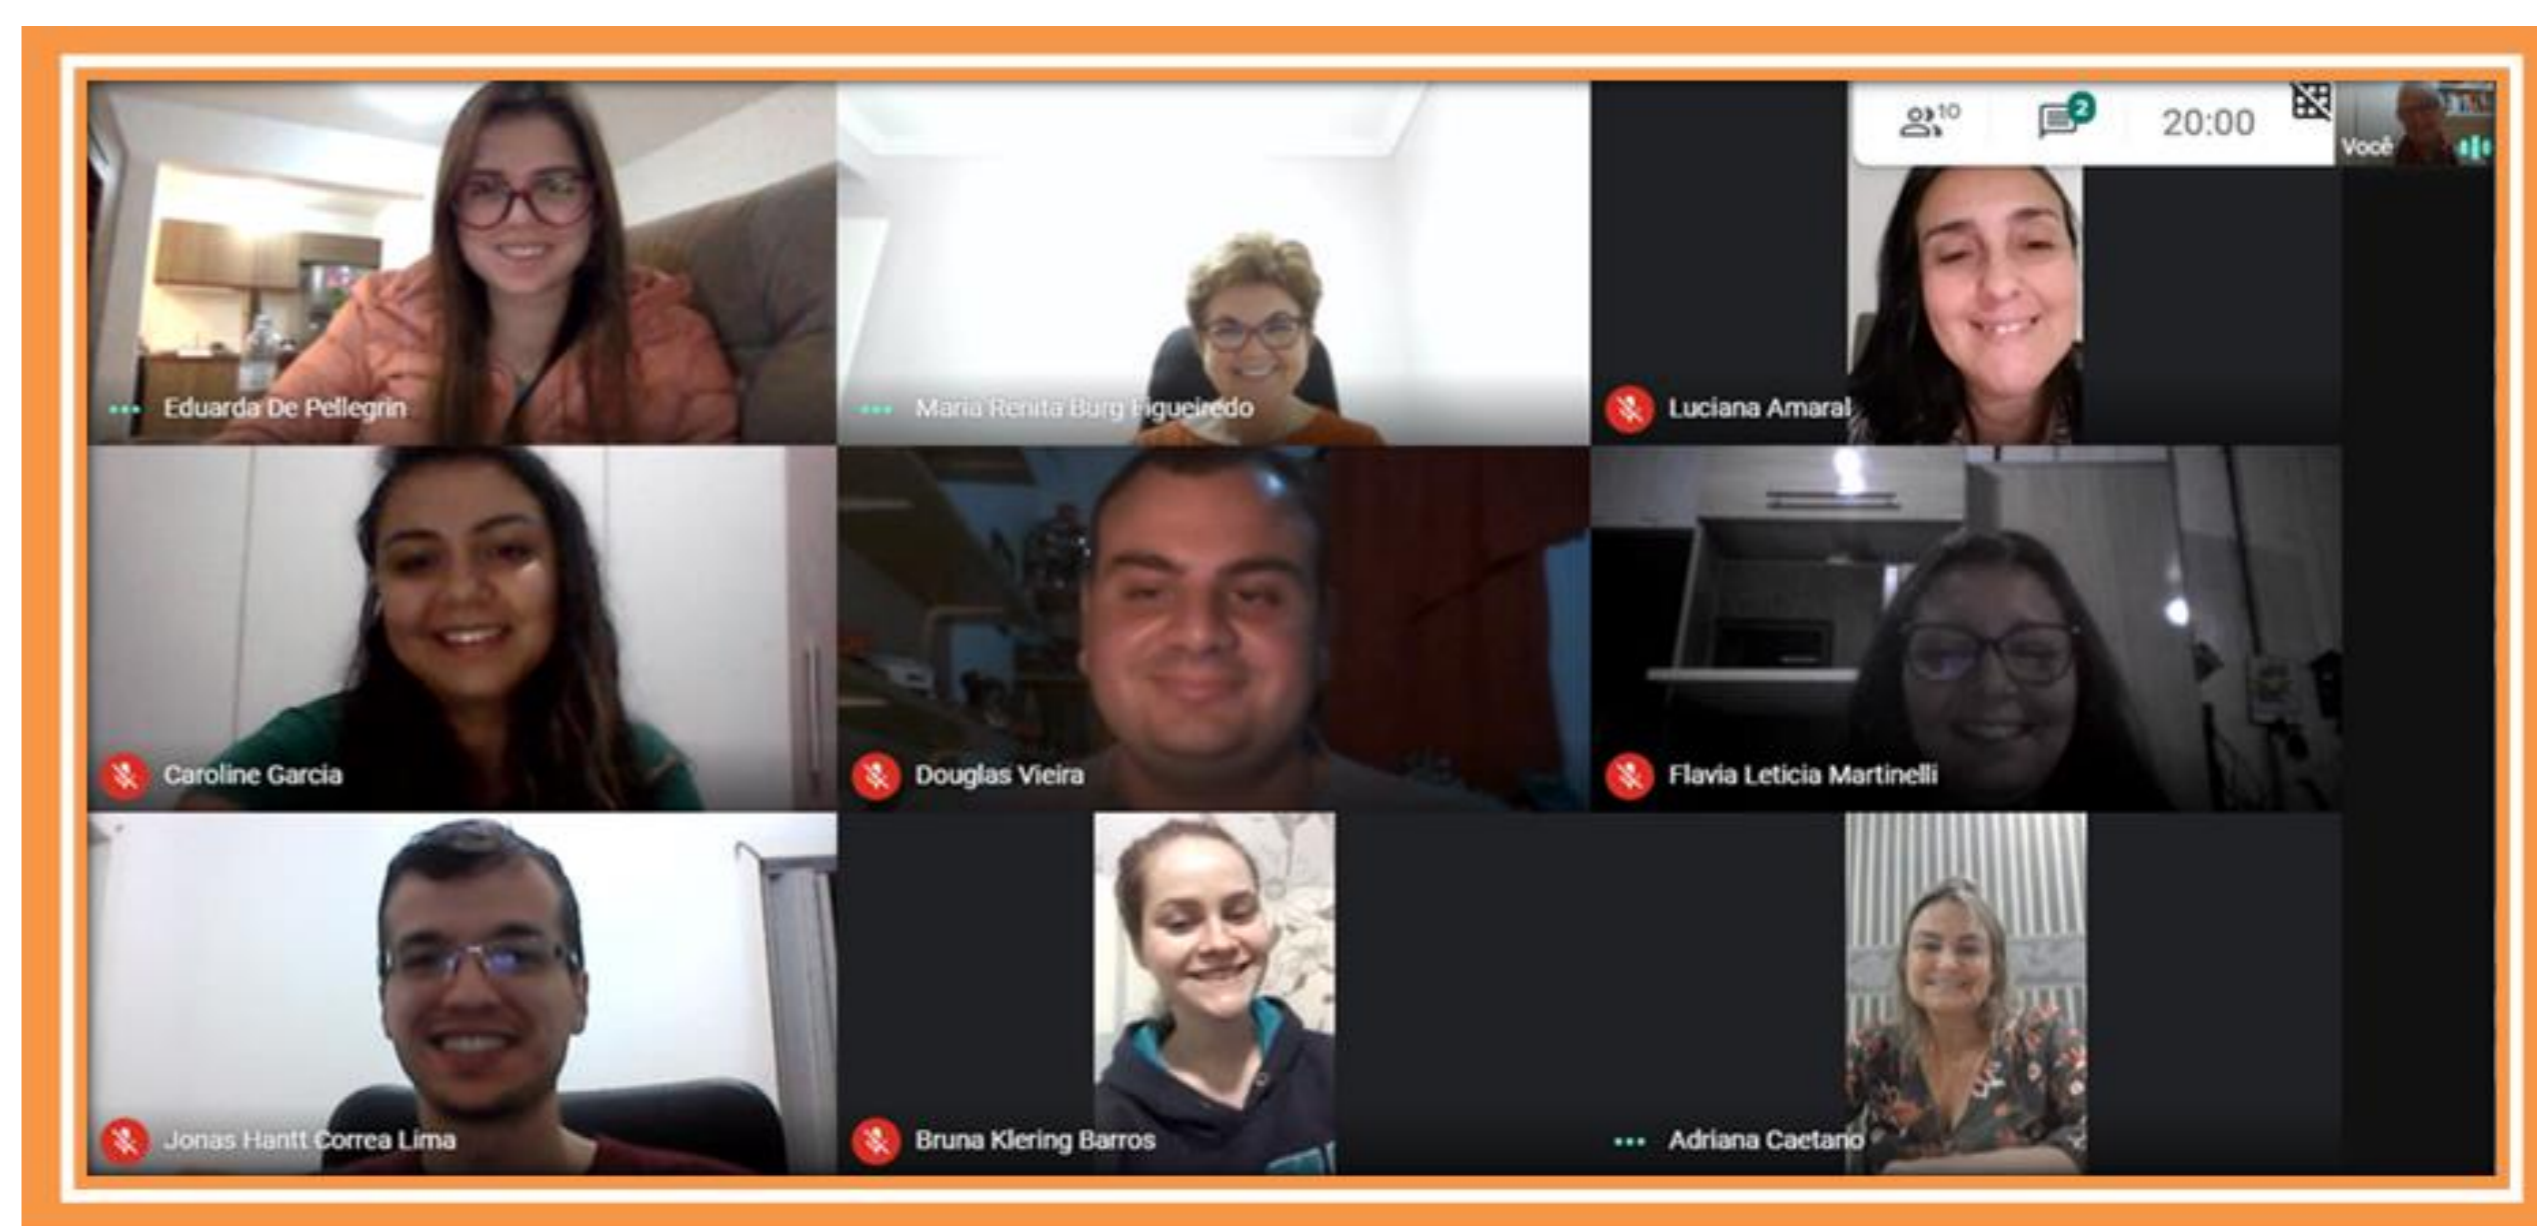 10
2
20:00
Você
Eduarda De Pellegrin
Maria Renita Burg Figueiredo
Luciana Amaral
Caroline Garcia
Douglas Vieira
Flavia Leticia Martinelli
Jonas Hantt Correa Lima
Bruna Klering Barros
Adriana Caetano